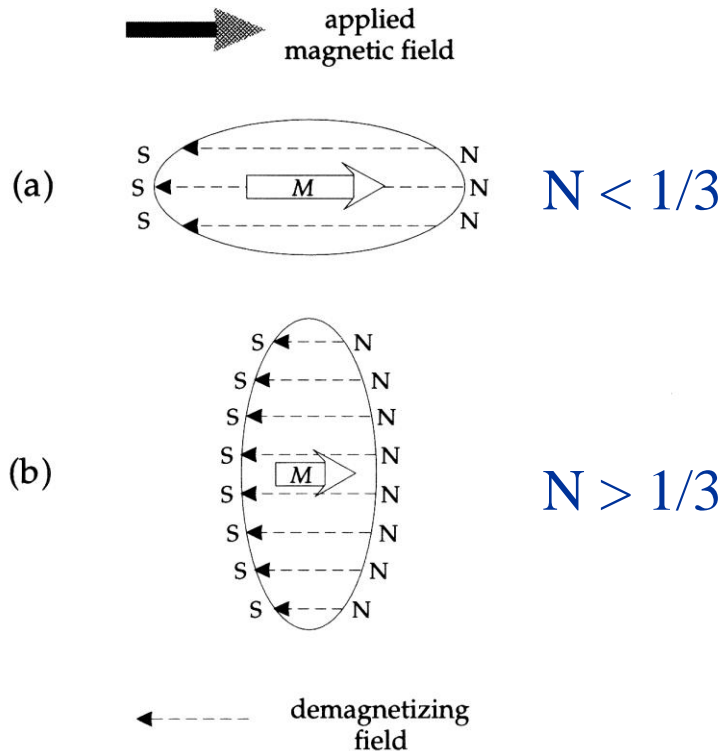 applied
magnetic field
S N
(a) S M N N < 1/3
S N
S N
S N
S N
S N
(b) M N > 1/3
S N
S N
S N
S N
demagnetizing
field